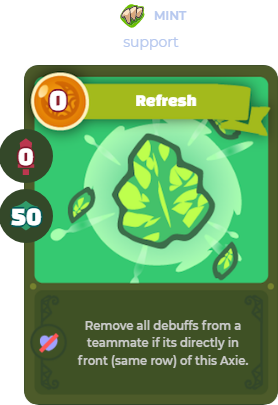 MINT
support
0
Refresh
0
50
Remove all debuffs from a
teammate if its directly in
front (same row) of this Axie.